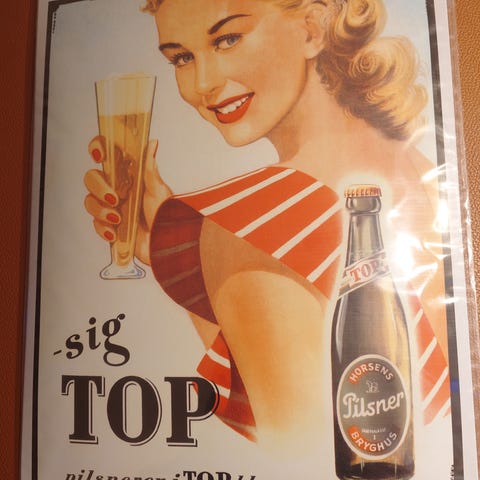 -sig
TOP
pilsneren i TOP!!
TOP
HORSENS
Pilsner
BRYGHUS